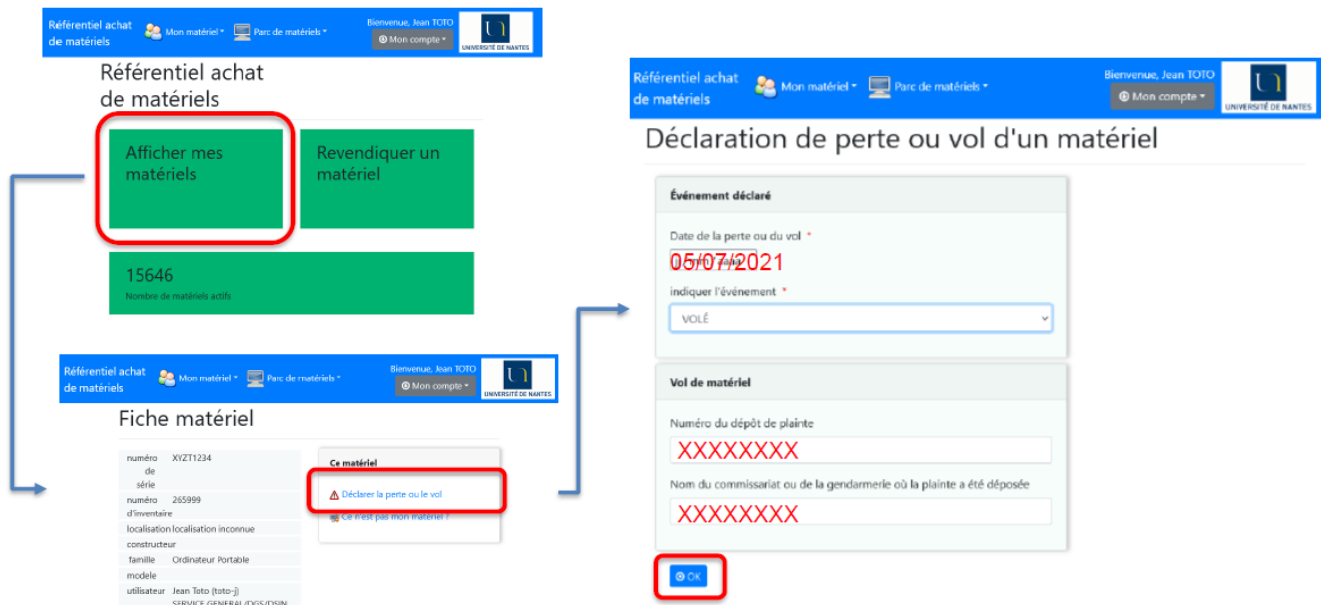 Référentiel achat
de matériels
Mon matériel
Parc de matériels
Bienvenue, Jean TOTO
Mon compte
UNIVERSITÉ DE NANTES
Référentiel achat
de matériels
Afficher mes
matériels
Revendiquer un
matériel
15646
Nombre de matériels actifs
Référentiel achat
de matériels
Mon matériel
Parc de matériels
Bienvenue, Jean TOTO
Mon compte
UNIVERSITÉ DE NANTES
Fiche matériel
numéro de série XYZT1234
numéro d'inventaire 265999
localisation localisation inconnue
constructeur
famille Ordinateur Portable
modele
utilisateur Jean Toto (toto-j)
SERVICE GENERAL/DGS/DSIN
Ce matériel
Déclarer la perte ou le vol
Ce n'est pas mon matériel ?
Référentiel achat
de matériels
Mon matériel
Parc de matériels
Bienvenue, Jean TOTO
Mon compte
UNIVERSITÉ DE NANTES
Déclaration de perte ou vol d'un matériel
Événement déclaré
Date de la perte ou du vol *
05/07/2021
indiquer l'événement *
VOLÉ
Vol de matériel
Numéro du dépôt de plainte
XXXXXXXX
Nom du commissariat ou de la gendarmerie où la plainte a été déposée
XXXXXXXX
OK